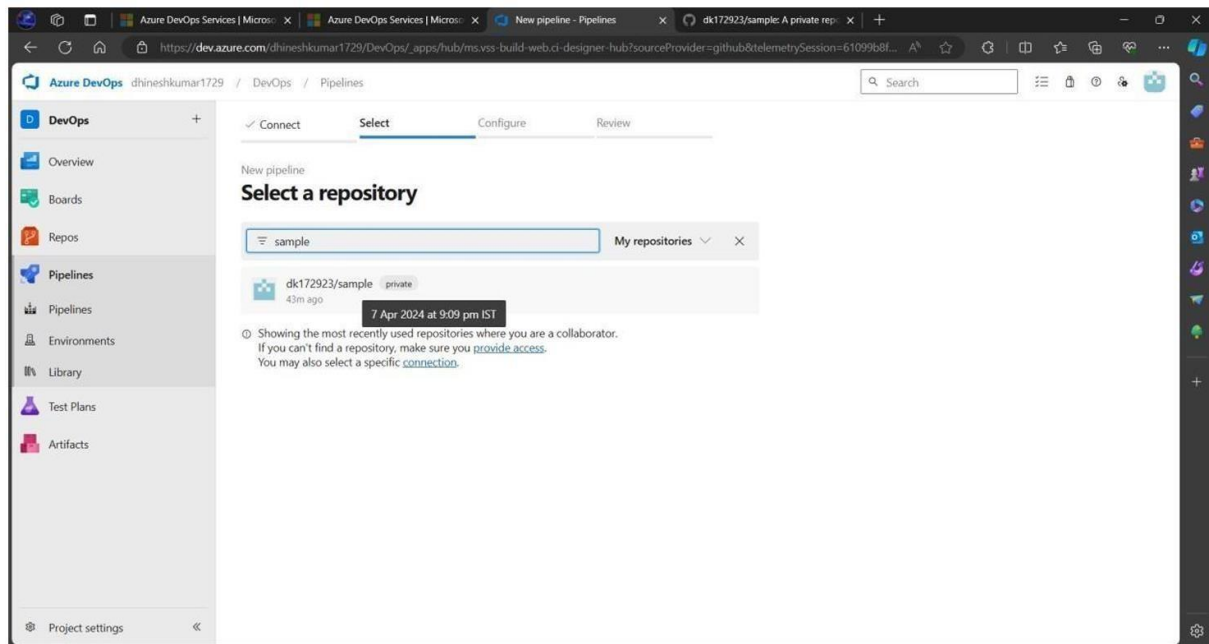 Azure DevOps Services | Microso
Azure DevOps Services | Microso
New pipeline - Pipelines
dk172923/sample: A private repo
https://dev.azure.com/dhineshkumar1729/DevOps/_apps/hub/ms.vss-build-web.ci-designer-hub?sourceProvider=github&telemetrySession=61099b8f...
Azure DevOps dhineshkumar1729 / DevOps / Pipelines
Search
D DevOps +
Overview
Boards
Repos
Pipelines
Pipelines
Environments
Library
Test Plans
Artifacts
Project settings
Connect Select Configure Review
New pipeline
Select a repository
sample My repositories
dk172923/sample private
43m ago
7 Apr 2024 at 9:09 pm IST
Showing the most recently used repositories where you are a collaborator.
If you can't find a repository, make sure you provide access.
You may also select a specific connection.